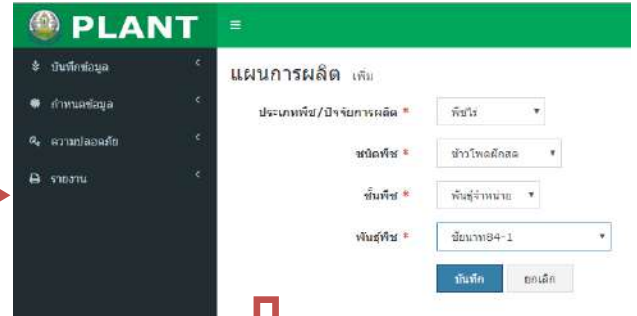 PLANT
บันทึกข้อมูล
กำหนดข้อมูล
ความปลอดภัย
รายงาน
แผนการผลิต เพิ่ม
ประเภทพืช/ปัจจัยการผลิต * พืชไร่
ชนิดพืช * ข้าวโพดฝักสด
ชั้นพืช * พันธุ์จำหน่าย
พันธุ์พืช * ชัยนาท84-1
บันทึก ยกเลิก